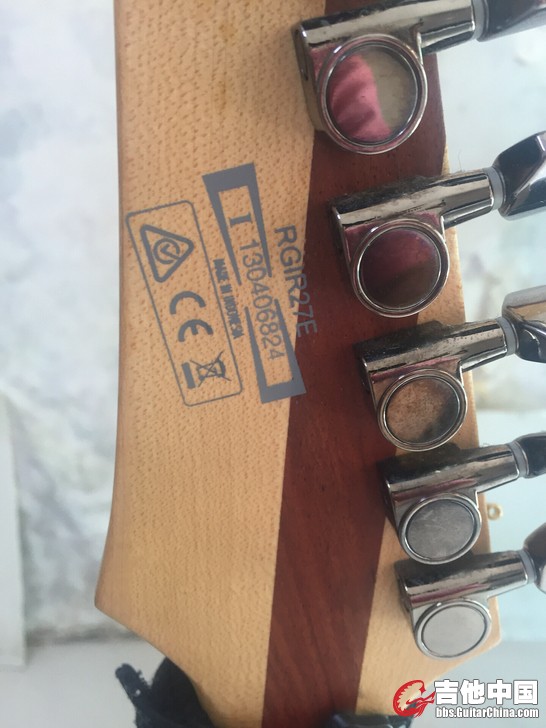 RGIR27E
I 130406824
MADE IN INDONESIA
CE
吉他中国
bbs.GuitarChina.com